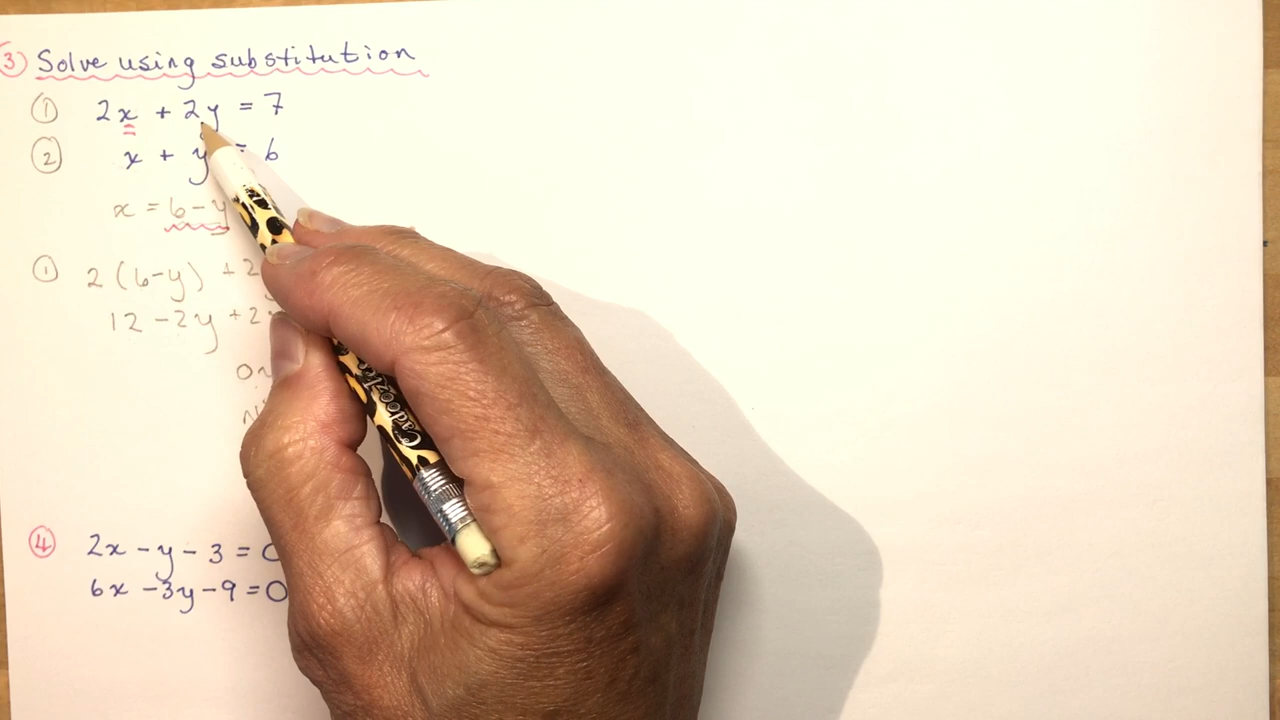 ③ Solve using substitution
① 2x + 2y = 7
② x + y = 6
x = 6-y
① 2(6-y) + 2
12 - 2y + 2y
④ 2x - y - 3 = 0
6x - 3y - 9 = 0
Cadoozles